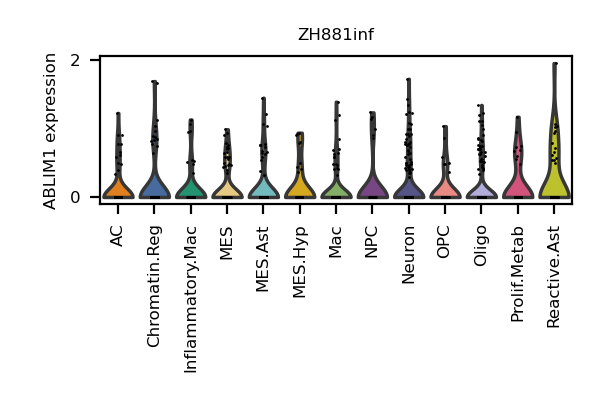 ZH881inf
ABLIM1 expression
2
0
AC
Chromatin.Reg
Inflammatory.Mac
MES
MES.Ast
MES.Hyp
Mac
NPC
Neuron
OPC
Oligo
Prolif.Metab
Reactive.Ast